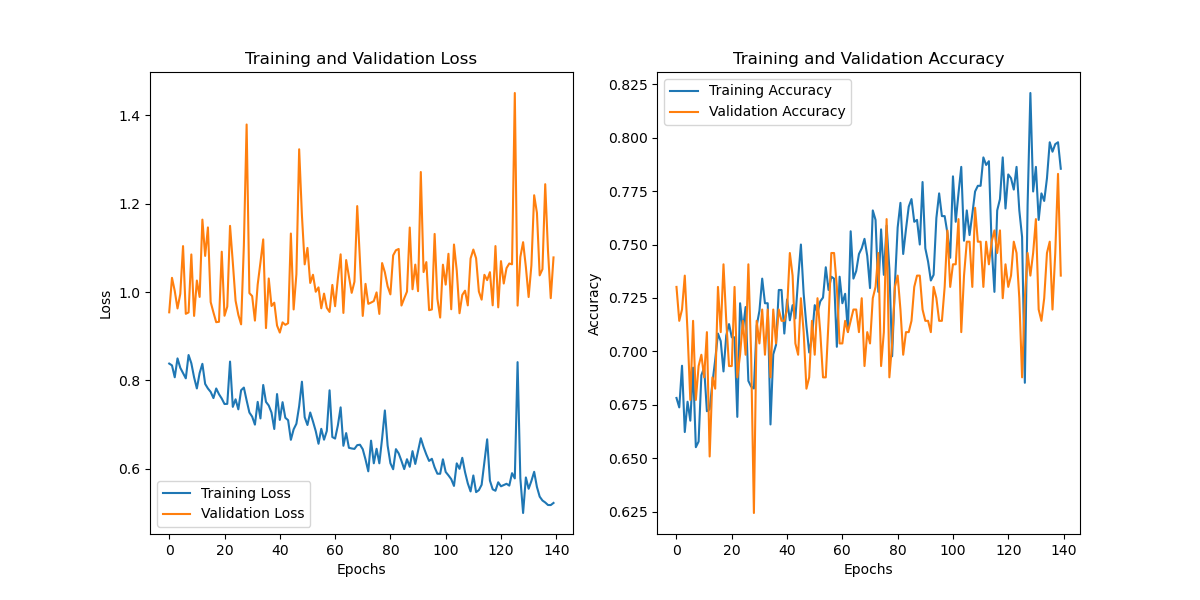 Training and Validation Loss
Loss
1.4
1.2
1.0
0.8
0.6
Training Loss
Validation Loss
0 20 40 60 80 100 120 140
Epochs
Training and Validation Accuracy
Accuracy
0.825
0.800
0.775
0.750
0.725
0.700
0.675
0.650
0.625
Training Accuracy
Validation Accuracy
0 20 40 60 80 100 120 140
Epochs